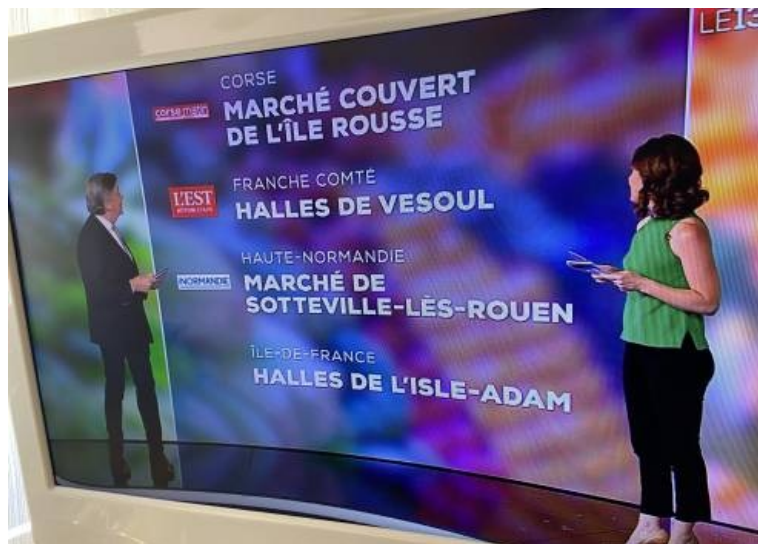 LE13
CORSE
corse matin
MARCHÉ COUVERT
DE L'ÎLE ROUSSE
FRANCHE COMTÉ
L'EST
HALLES DE VESOUL
HAUTE-NORMANDIE
NORMANDIE
MARCHÉ DE
SOTTEVILLE-LÈS-ROUEN
ÎLE-DE-FRANCE
HALLES DE L'ISLE-ADAM